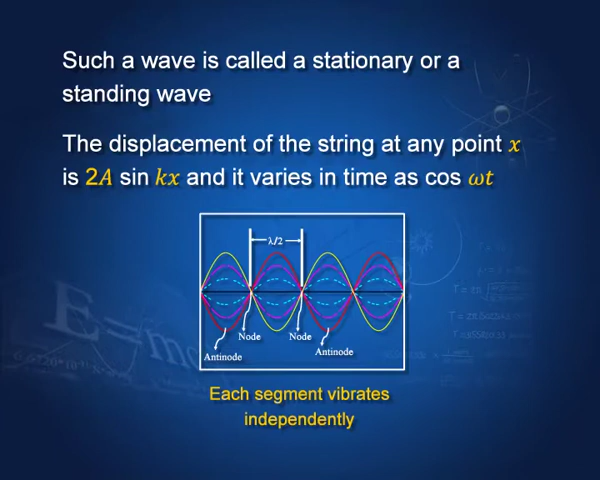 Such a wave is called a stationary or a
standing wave
The displacement of the string at any point x
is 2A sin kx and it varies in time as cos ωt
λ/2
Node
Node
Antinode
Antinode
Each segment vibrates
independently
E=mc